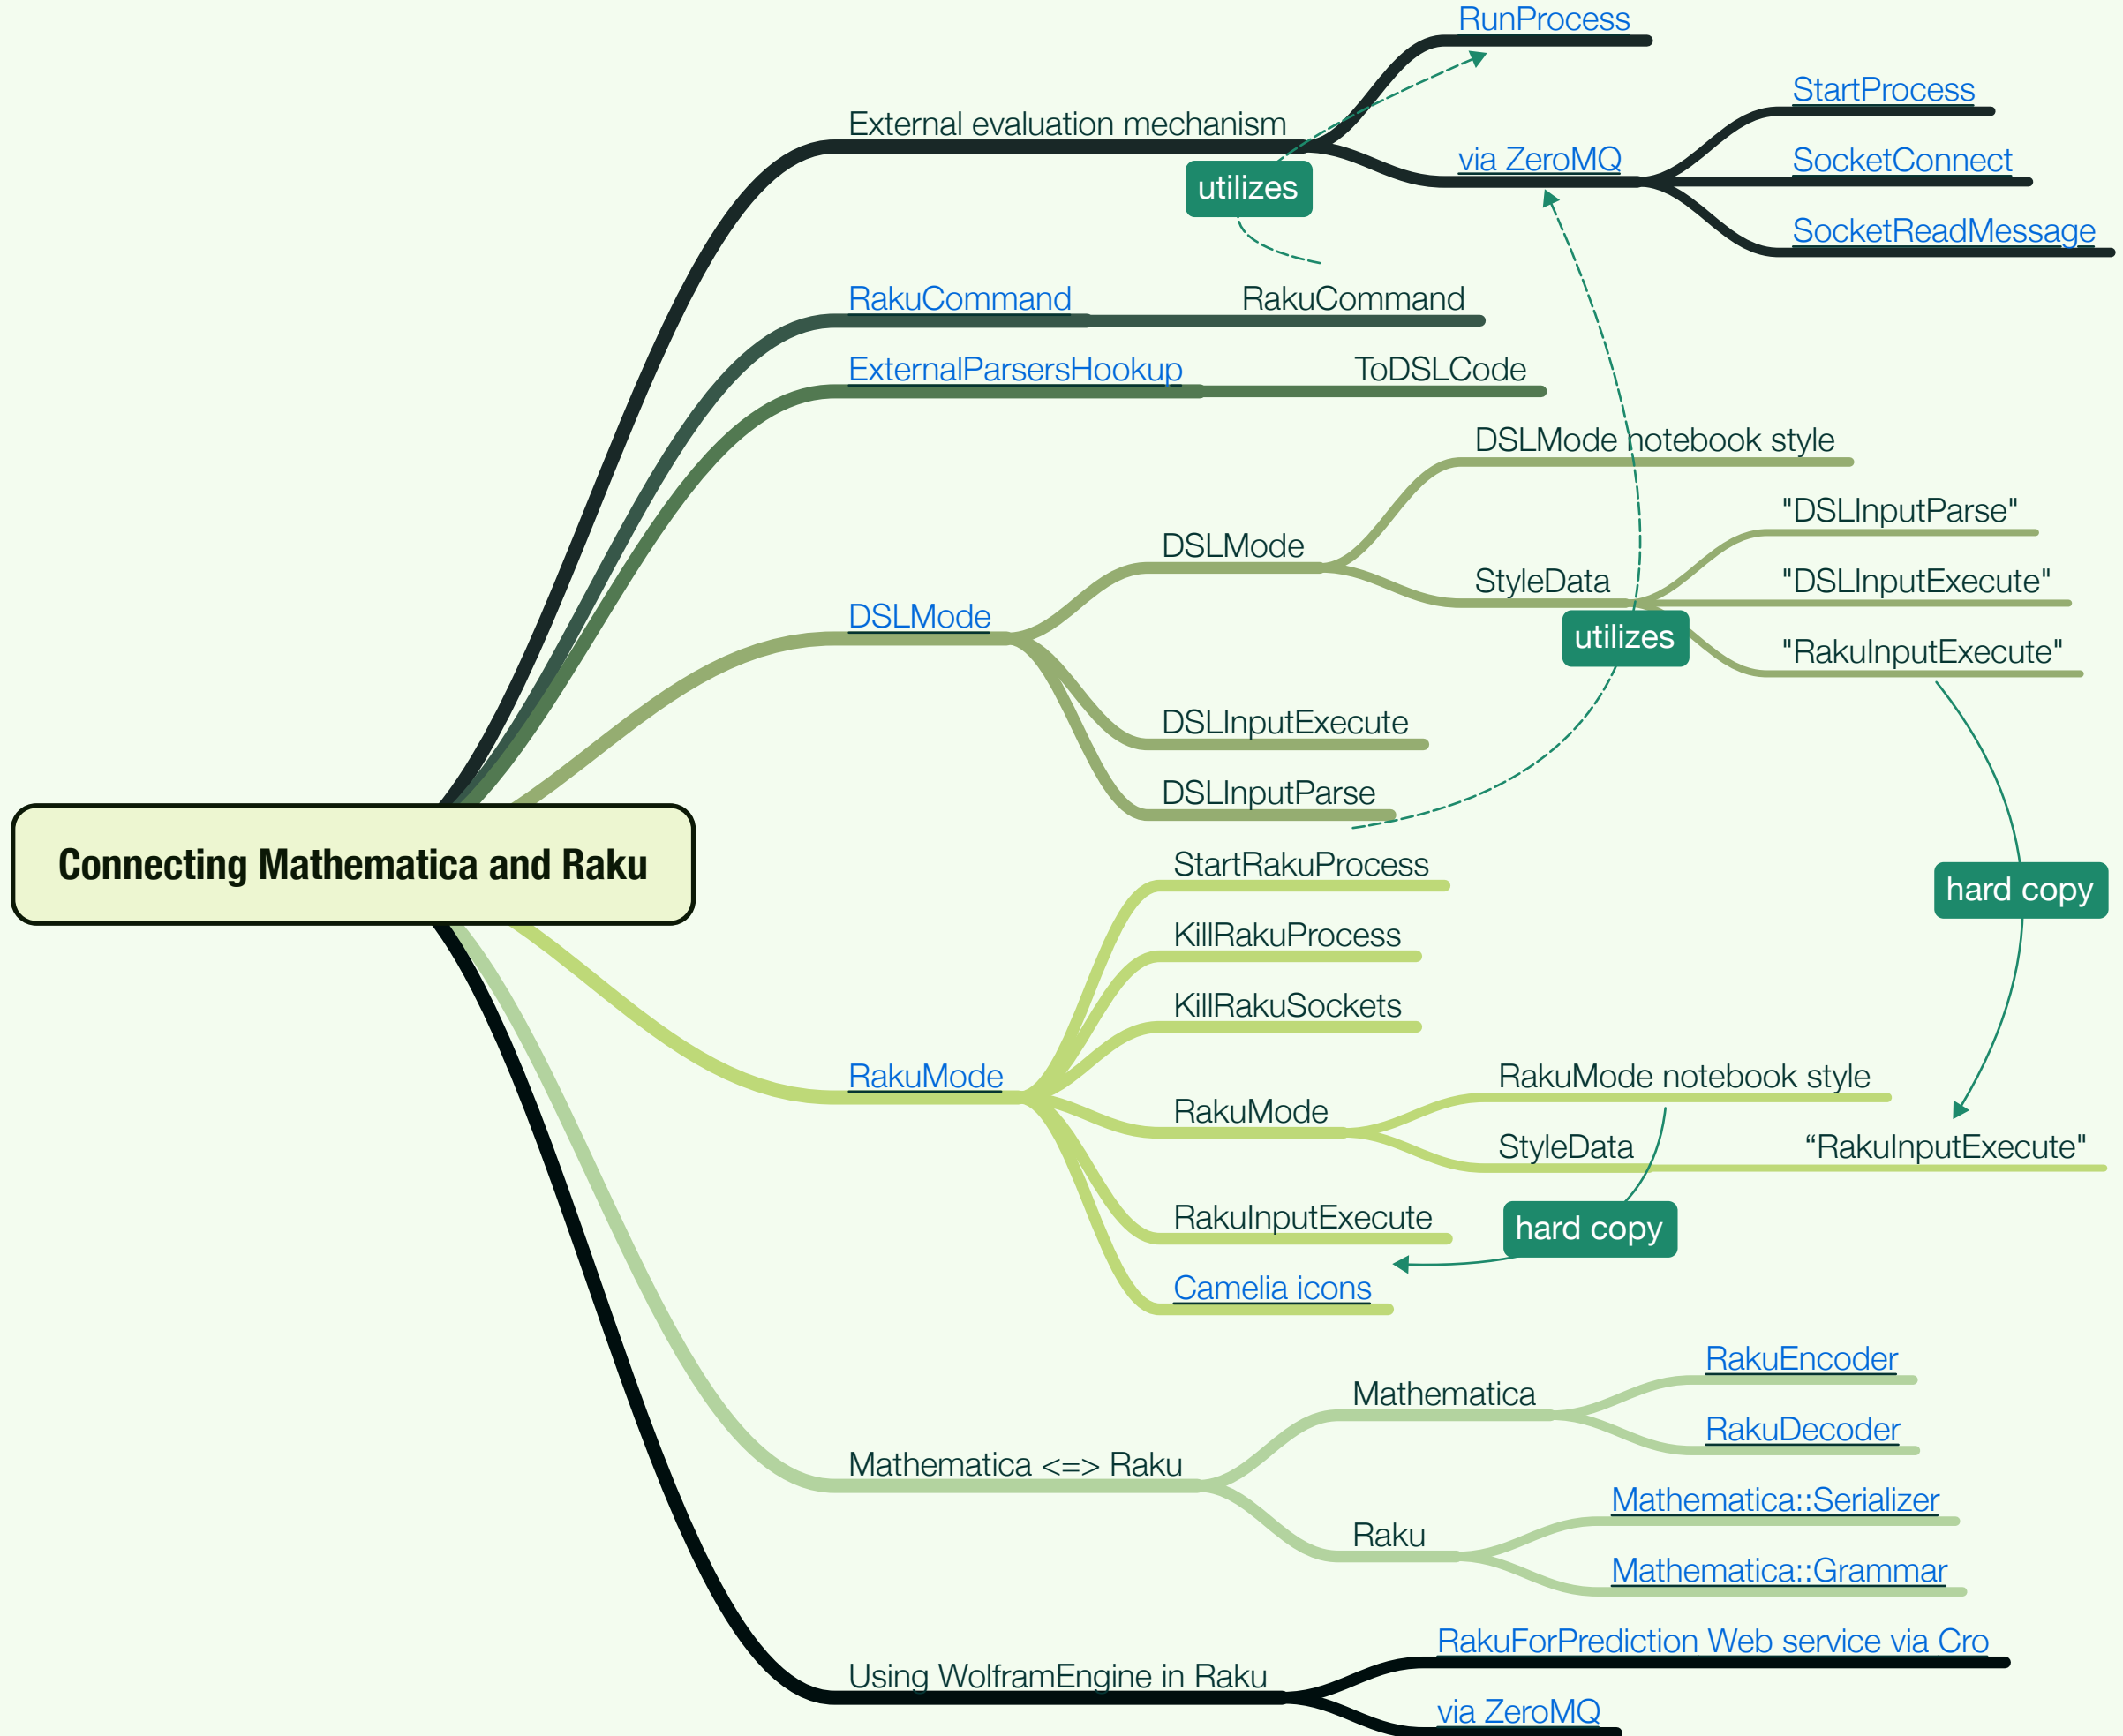 RunProcess
StartProcess
External evaluation mechanism
via ZeroMQ
SocketConnect
utilizes
SocketReadMessage
RakuCommand
RakuCommand
ExternalParsersHookup
ToDSLCode
DSLMode notebook style
"DSLInputParse"
DSLMode
StyleData
"DSLInputExecute"
DSLMode
utilizes
"RakuInputExecute"
DSLInputExecute
DSLInputParse
Connecting Mathematica and Raku
StartRakuProcess
hard copy
KillRakuProcess
KillRakuSockets
RakuMode
RakuMode notebook style
RakuMode
StyleData
“RakuInputExecute"
RakuInputExecute
hard copy
Camelia icons
RakuEncoder
Mathematica
RakuDecoder
Mathematica <=> Raku
Mathematica::Serializer
Raku
Mathematica::Grammar
RakuForPrediction Web service via Cro
Using WolframEngine in Raku
via ZeroMQ